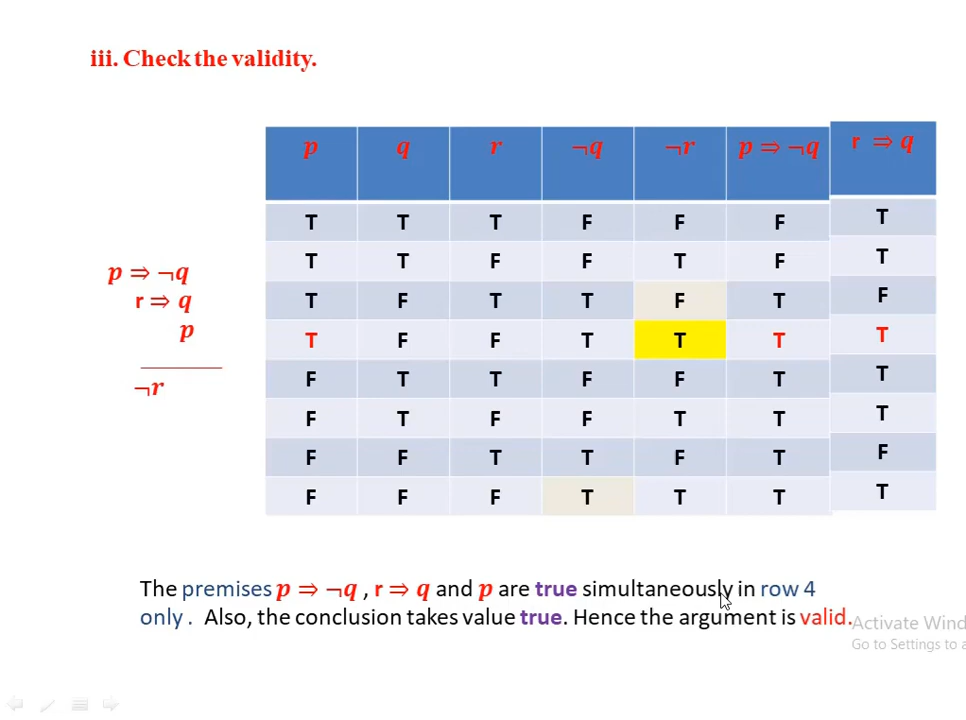 iii. Check the validity.
p q r ¬q ¬r p ⇒ ¬q r ⇒ q
T T T F F F T
T T F F T F T
p ⇒ ¬q
T F T T F T F
r ⇒ q
p
T F F T T T T
F T T F F T T
¬r
F T F F T T T
F F T T F T F
F F F T T T T
The premises p ⇒ ¬q , r ⇒ q and p are true simultaneously in row 4
only . Also, the conclusion takes value true. Hence the argument is valid.
Activate Wind
Go to Settings to a